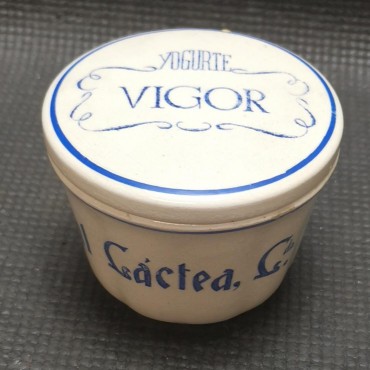 YOGURTE
VIGOR
Láctea, C.